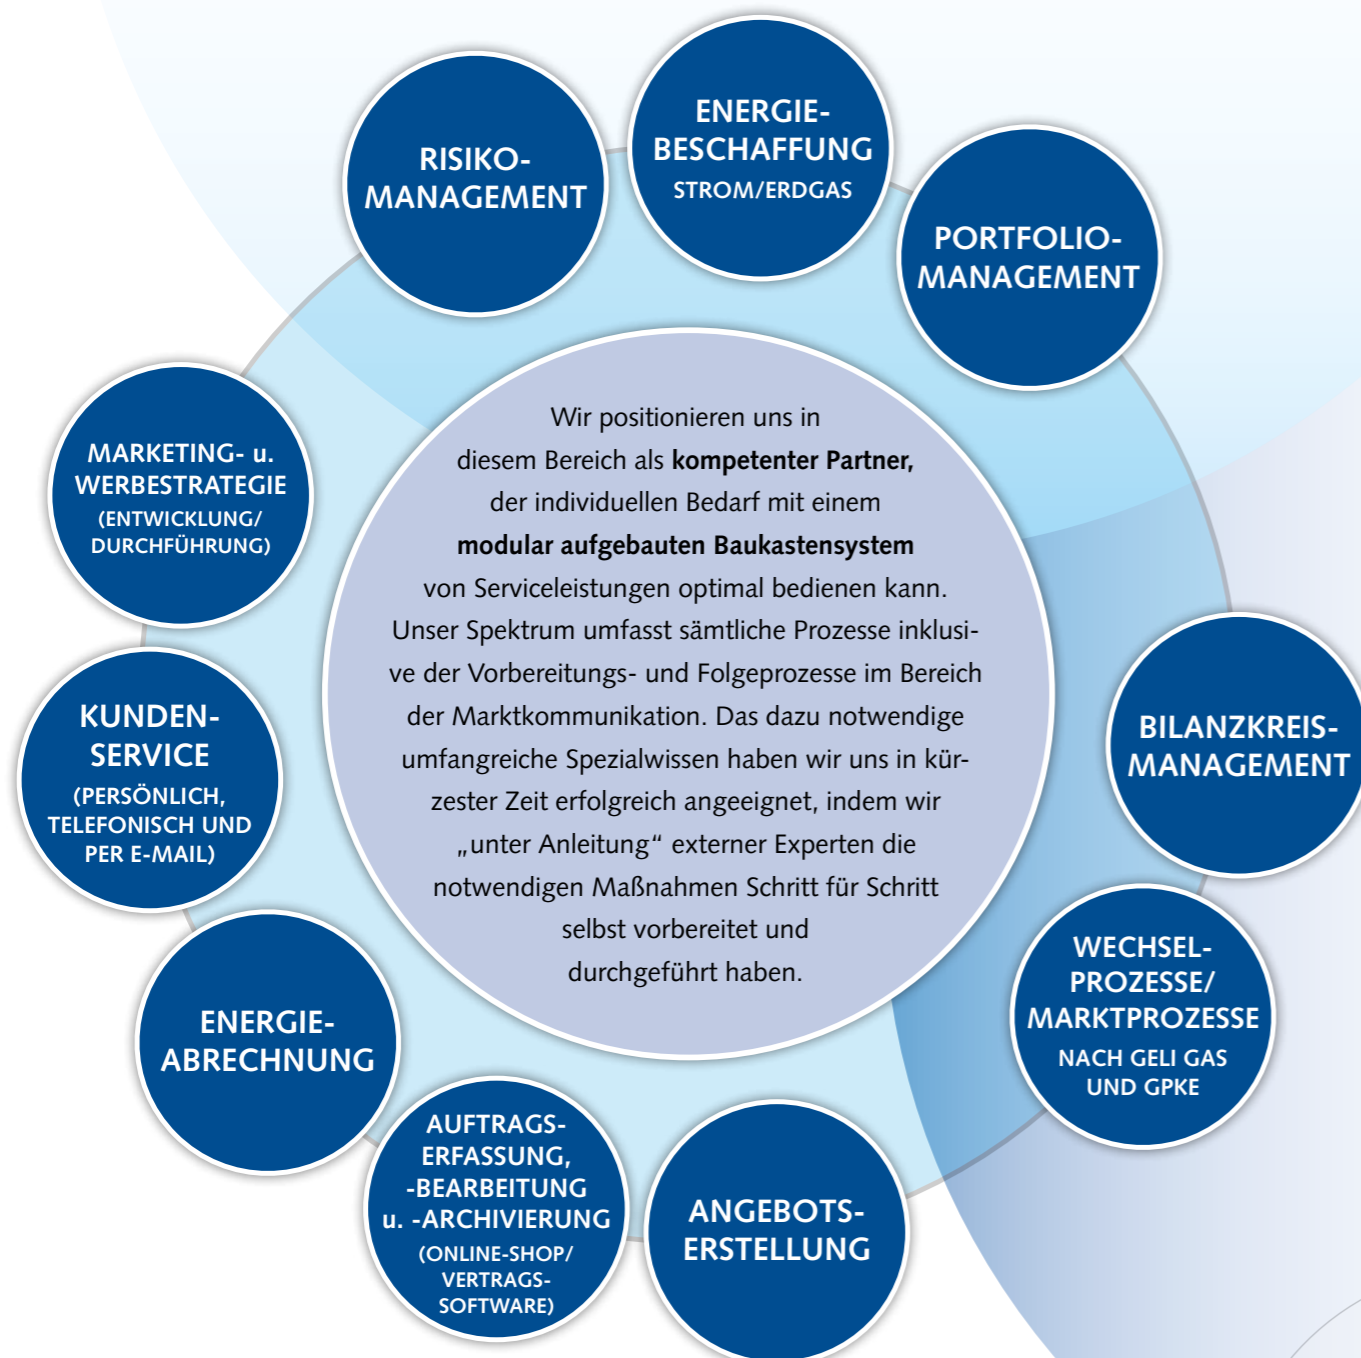 ENERGIE-
BESCHAFFUNG
STROM/ERDGAS
RISIKO-
MANAGEMENT
PORTFOLIO-
MANAGEMENT
MARKETING- u.
WERBESTRATEGIE
(ENTWICKLUNG/
DURCHFÜHRUNG)
Wir positionieren uns in
diesem Bereich als kompetenter Partner,
der individuellen Bedarf mit einem
modular aufgebauten Baukastensystem
von Serviceleistungen optimal bedienen kann.
Unser Spektrum umfasst sämtliche Prozesse inklusi-
ve der Vorbereitungs- und Folgeprozesse im Bereich
der Marktkommunikation. Das dazu notwendige
umfangreiche Spezialwissen haben wir uns in kür-
zester Zeit erfolgreich angeeignet, indem wir
„unter Anleitung“ externer Experten die
notwendigen Maßnahmen Schritt für Schritt
selbst vorbereitet und
durchgeführt haben.
KUNDEN-
SERVICE
(PERSÖNLICH,
TELEFONISCH UND
PER E-MAIL)
BILANZKREIS-
MANAGEMENT
WECHSEL-
PROZESSE/
MARKTPROZESSE
NACH GELI GAS
UND GPKE
ENERGIE-
ABRECHNUNG
AUFTRAGS-
ERFASSUNG,
-BEARBEITUNG
u. -ARCHIVIERUNG
(ONLINE-SHOP/
VERTRAGS-
SOFTWARE)
ANGEBOTS-
ERSTELLUNG